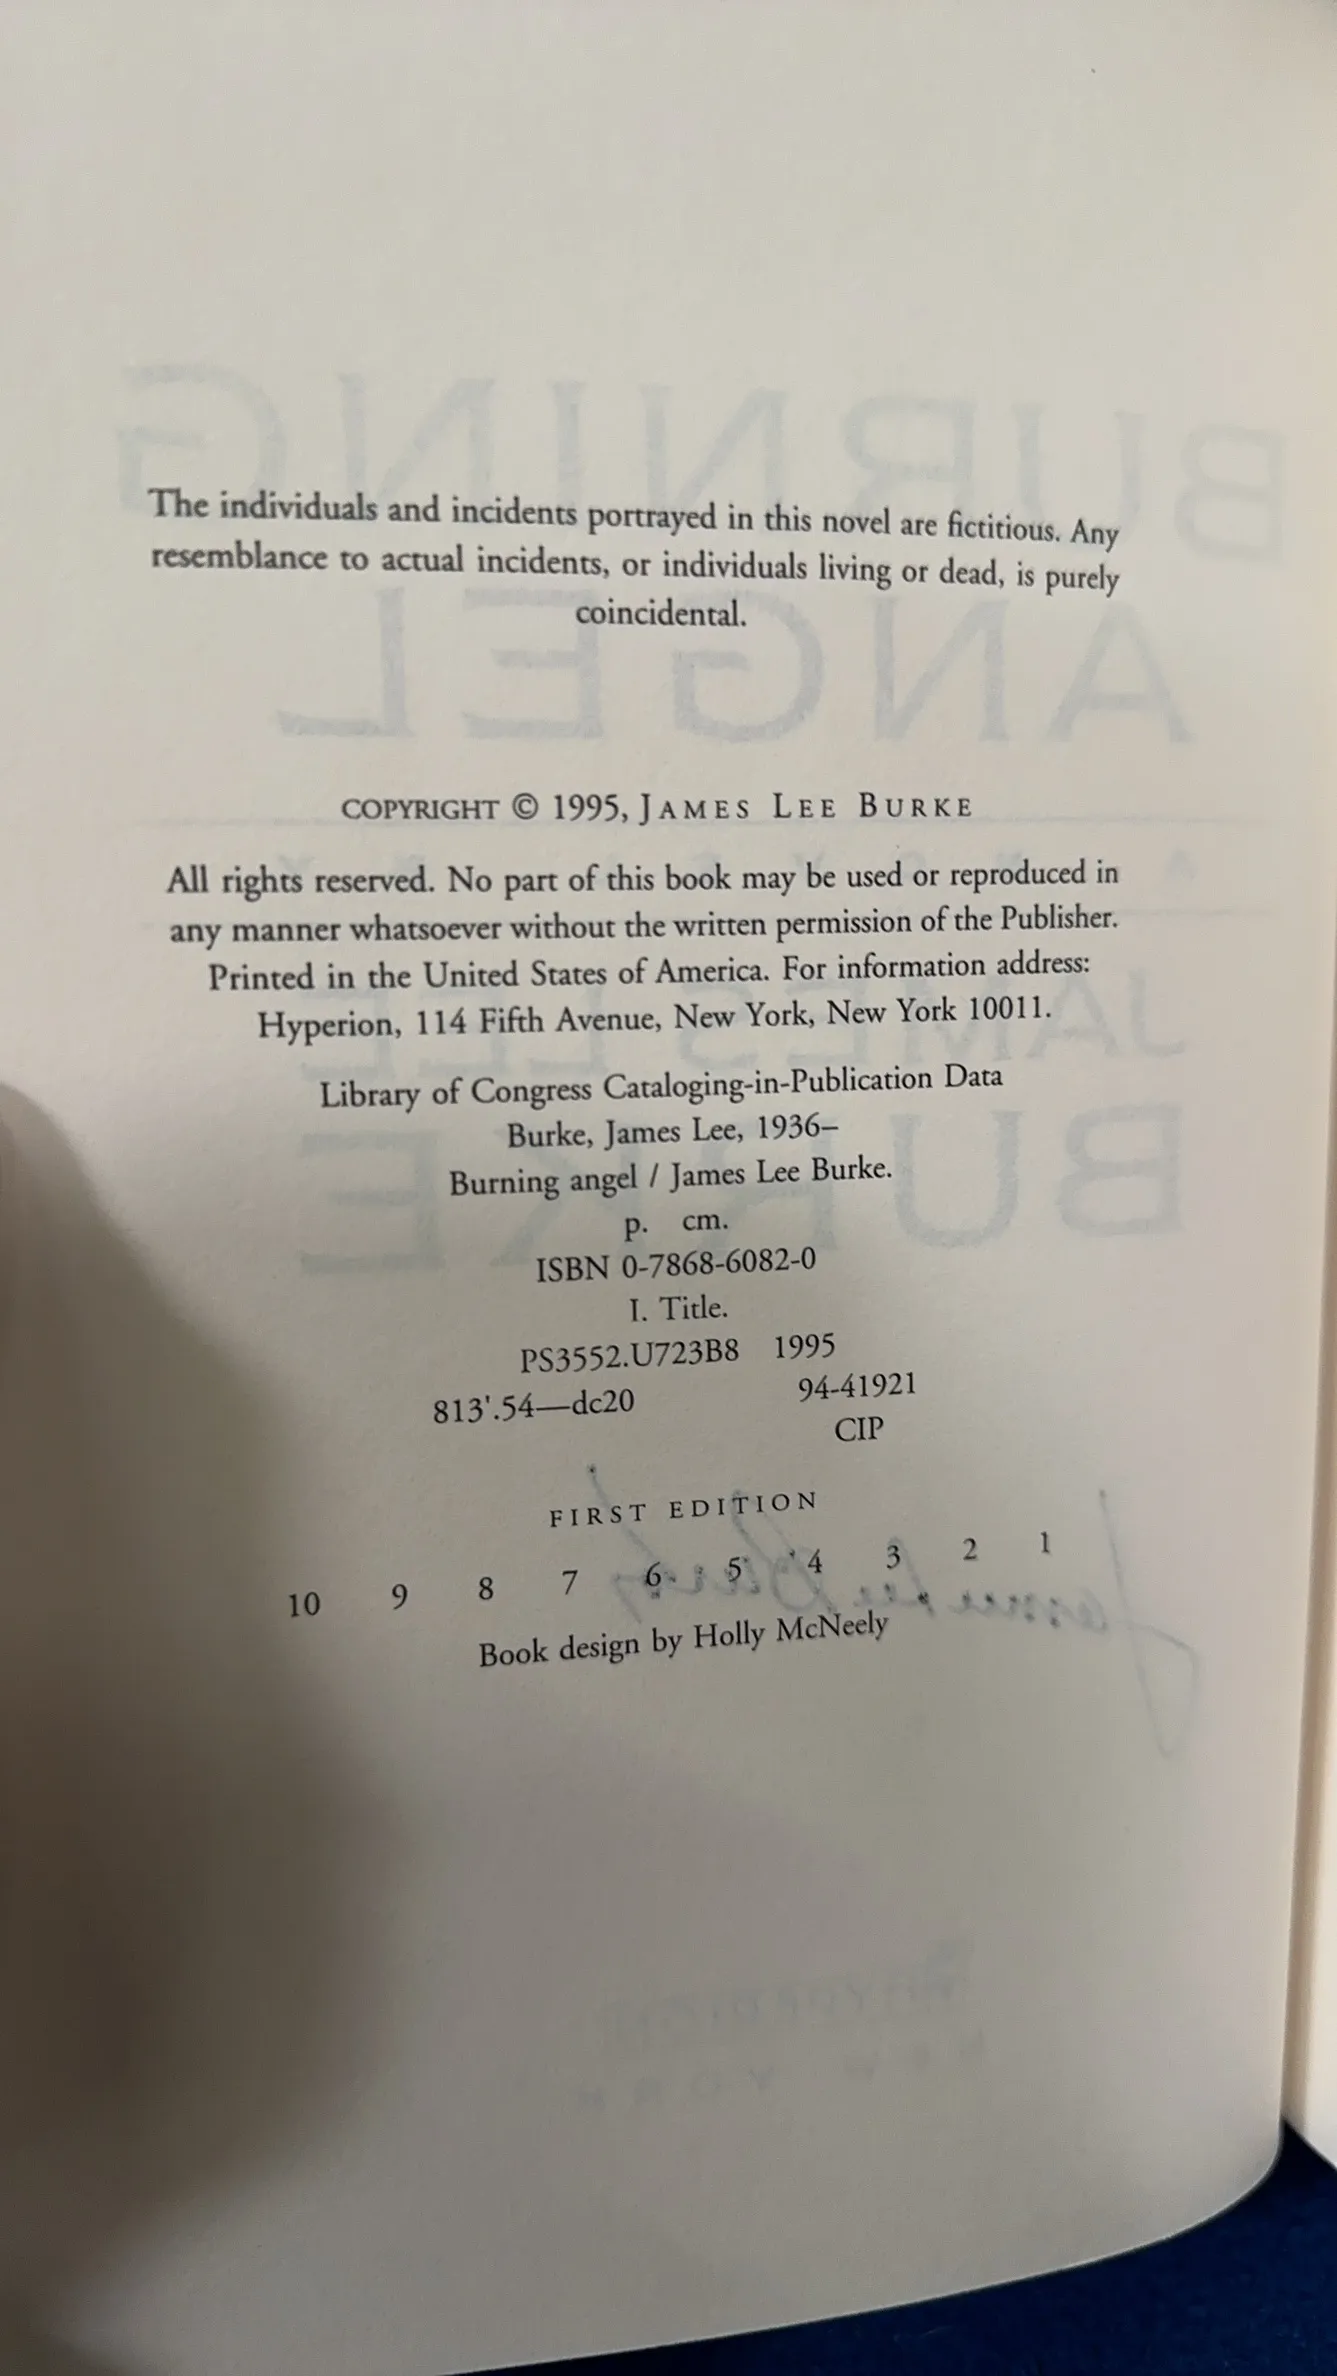 The individuals and incidents portrayed in this novel are fictitious. Any
resemblance to actual incidents, or individuals living or dead, is purely
coincidental.
COPYRIGHT © 1995, JAMES LEE BURKE
All rights reserved. No part of this book may be used or reproduced in
any manner whatsoever without the written permission of the Publisher.
Printed in the United States of America. For information address:
Hyperion, 114 Fifth Avenue, New York, New York 10011.
Library of Congress Cataloging-in-Publication Data
Burke, James Lee, 1936–
Burning angel / James Lee Burke.
p. cm.
ISBN 0-7868-6082-0
I. Title.
PS3552.U723B8 1995
813'.54—dc20 94-41921
CIP
FIRST EDITION
10 9 8 7 6 5 4 3 2 1
Book design by Holly McNeely
BURNING
ANGEL
JAMES LEE
BURKE